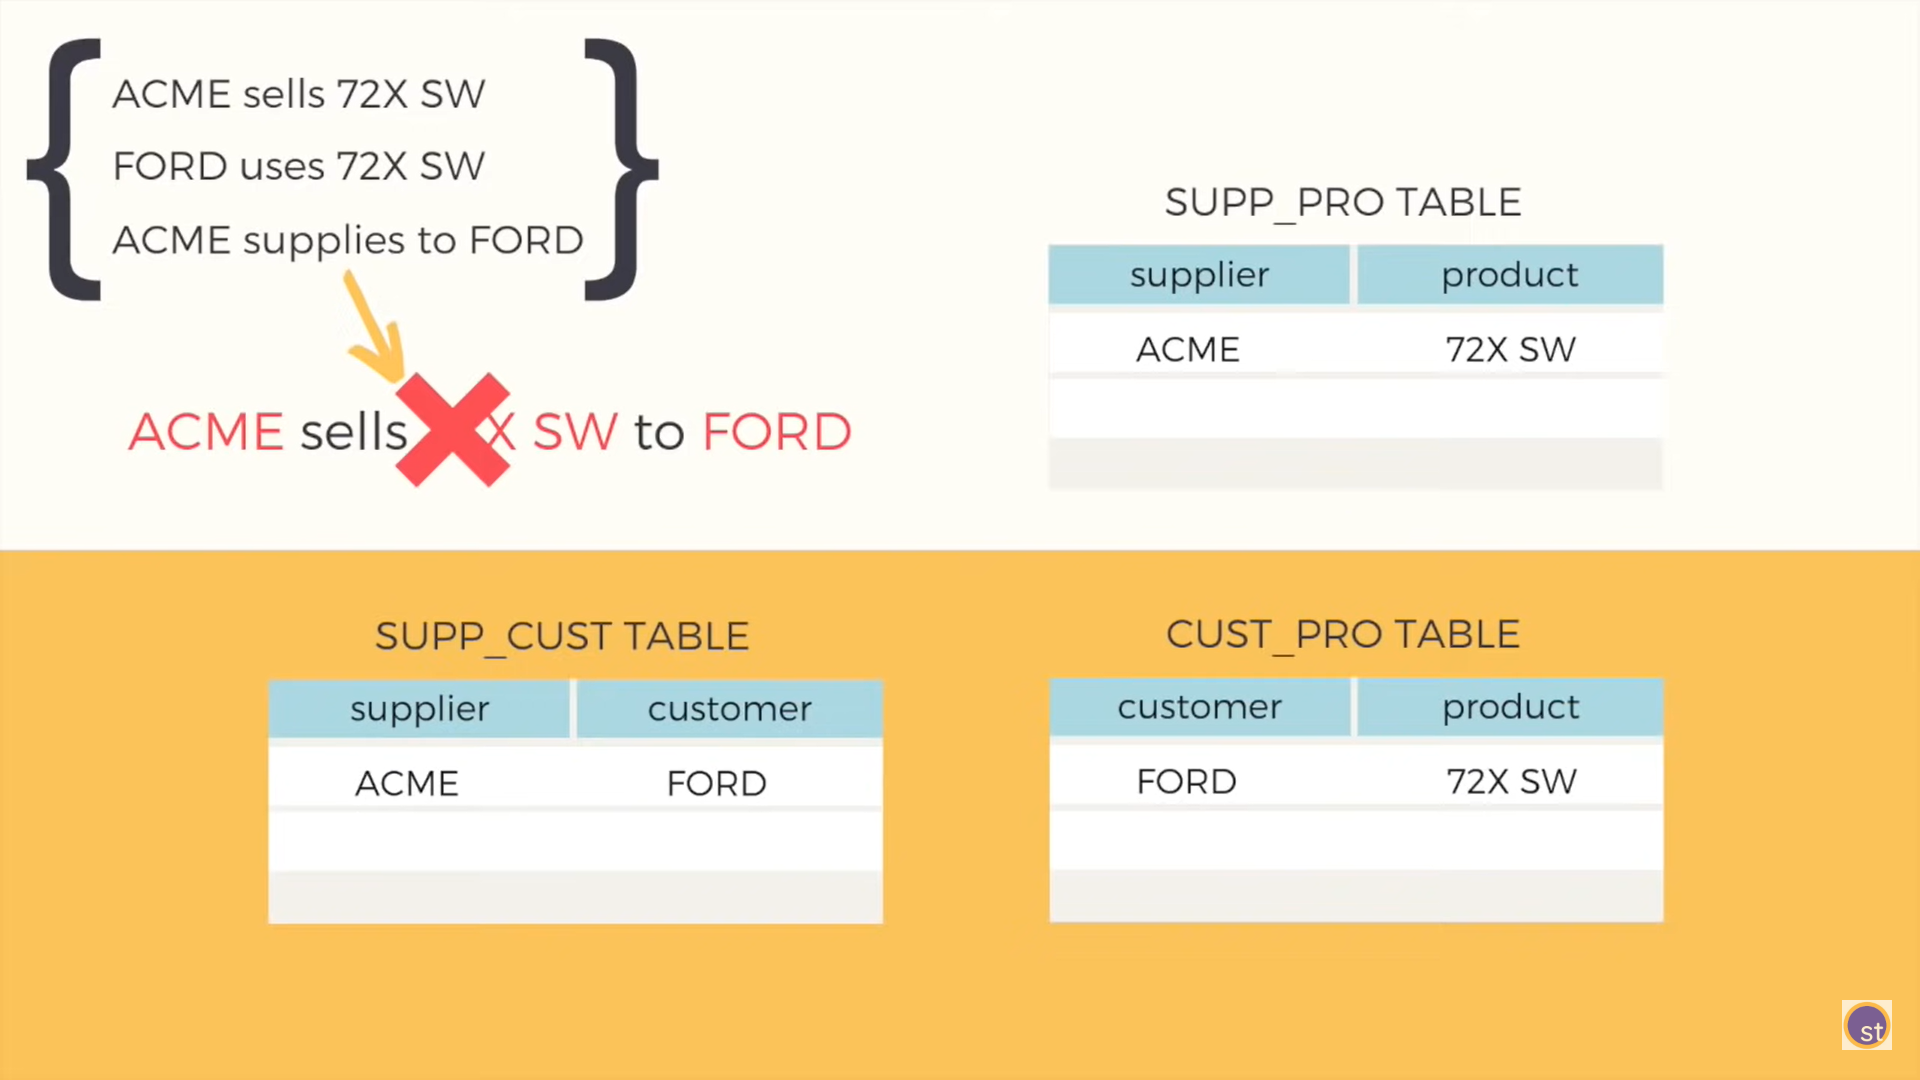 ACME sells 72X SW
FORD uses 72X SW
ACME supplies to FORD
ACME sells X SW to FORD
SUPP_PRO TABLE
supplier product
ACME 72X SW
SUPP_CUST TABLE
supplier customer
ACME FORD
CUST_PRO TABLE
customer product
FORD 72X SW
st